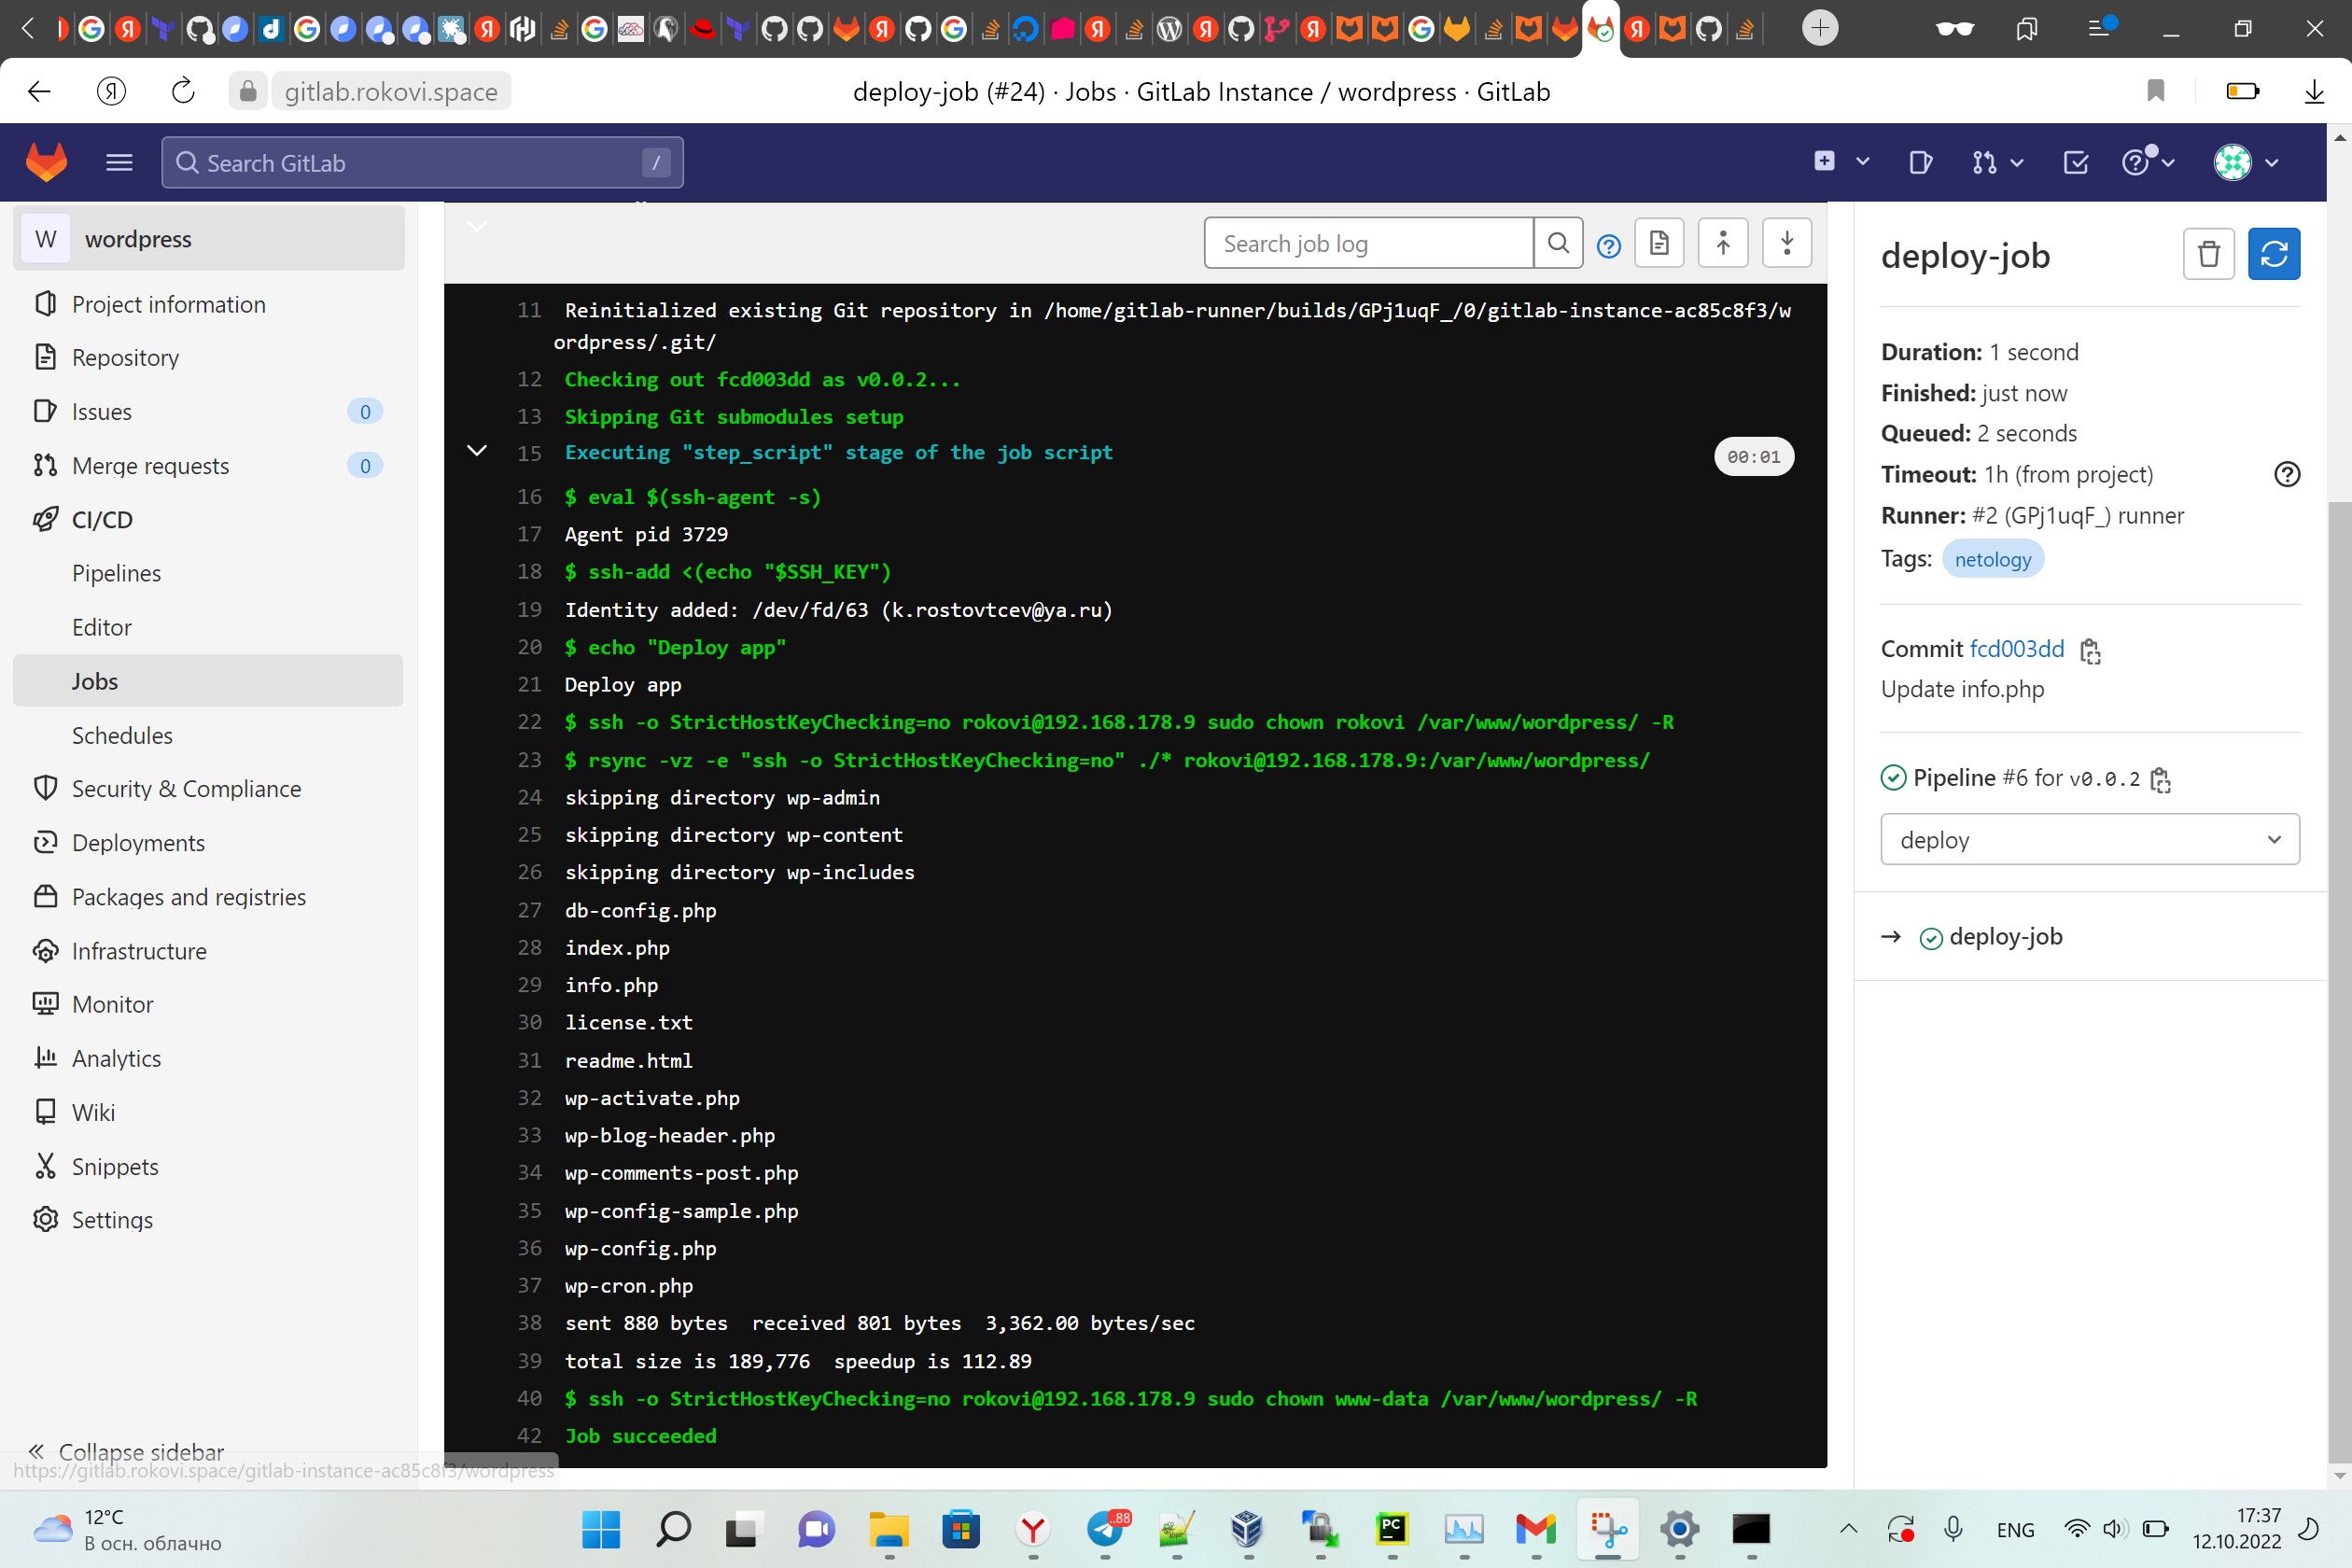 gitlab.rokovi.space
deploy-job (#24) · Jobs · GitLab Instance / wordpress · GitLab
Search GitLab
/
W
wordpress
Project information
Repository
Issues
0
Merge requests
0
CI/CD
Pipelines
Editor
Jobs
Schedules
Security & Compliance
Deployments
Packages and registries
Infrastructure
Monitor
Analytics
Wiki
Snippets
Settings
Collapse sidebar
https://gitlab.rokovi.space/gitlab-instance-ac85c8f3/wordpress
Search job log
11 Reinitialized existing Git repository in /home/gitlab-runner/builds/GPj1uqF_/0/gitlab-instance-ac85c8f3/w
ordpress/.git/
12 Checking out fcd003dd as v0.0.2...
13 Skipping Git submodules setup
15 Executing "step_script" stage of the job script
00:01
16 $ eval $(ssh-agent -s)
17 Agent pid 3729
18 $ ssh-add <(echo "$SSH_KEY")
19 Identity added: /dev/fd/63 (k.rostovtcev@ya.ru)
20 $ echo "Deploy app"
21 Deploy app
22 $ ssh -o StrictHostKeyChecking=no rokovi@192.168.178.9 sudo chown rokovi /var/www/wordpress/ -R
23 $ rsync -vz -e "ssh -o StrictHostKeyChecking=no" ./* rokovi@192.168.178.9:/var/www/wordpress/
24 skipping directory wp-admin
25 skipping directory wp-content
26 skipping directory wp-includes
27 db-config.php
28 index.php
29 info.php
30 license.txt
31 readme.html
32 wp-activate.php
33 wp-blog-header.php
34 wp-comments-post.php
35 wp-config-sample.php
36 wp-config.php
37 wp-cron.php
38 sent 880 bytes  received 801 bytes  3,362.00 bytes/sec
39 total size is 189,776  speedup is 112.89
40 $ ssh -o StrictHostKeyChecking=no rokovi@192.168.178.9 sudo chown www-data /var/www/wordpress/ -R
42 Job succeeded
deploy-job
Duration: 1 second
Finished: just now
Queued: 2 seconds
Timeout: 1h (from project)
Runner: #2 (GPj1uqF_) runner
Tags: netology
Commit fcd003dd
Update info.php
Pipeline #6 for v0.0.2
deploy
deploy-job
12°C
В осн. облачно
..88
PC
ENG
17:37
12.10.2022